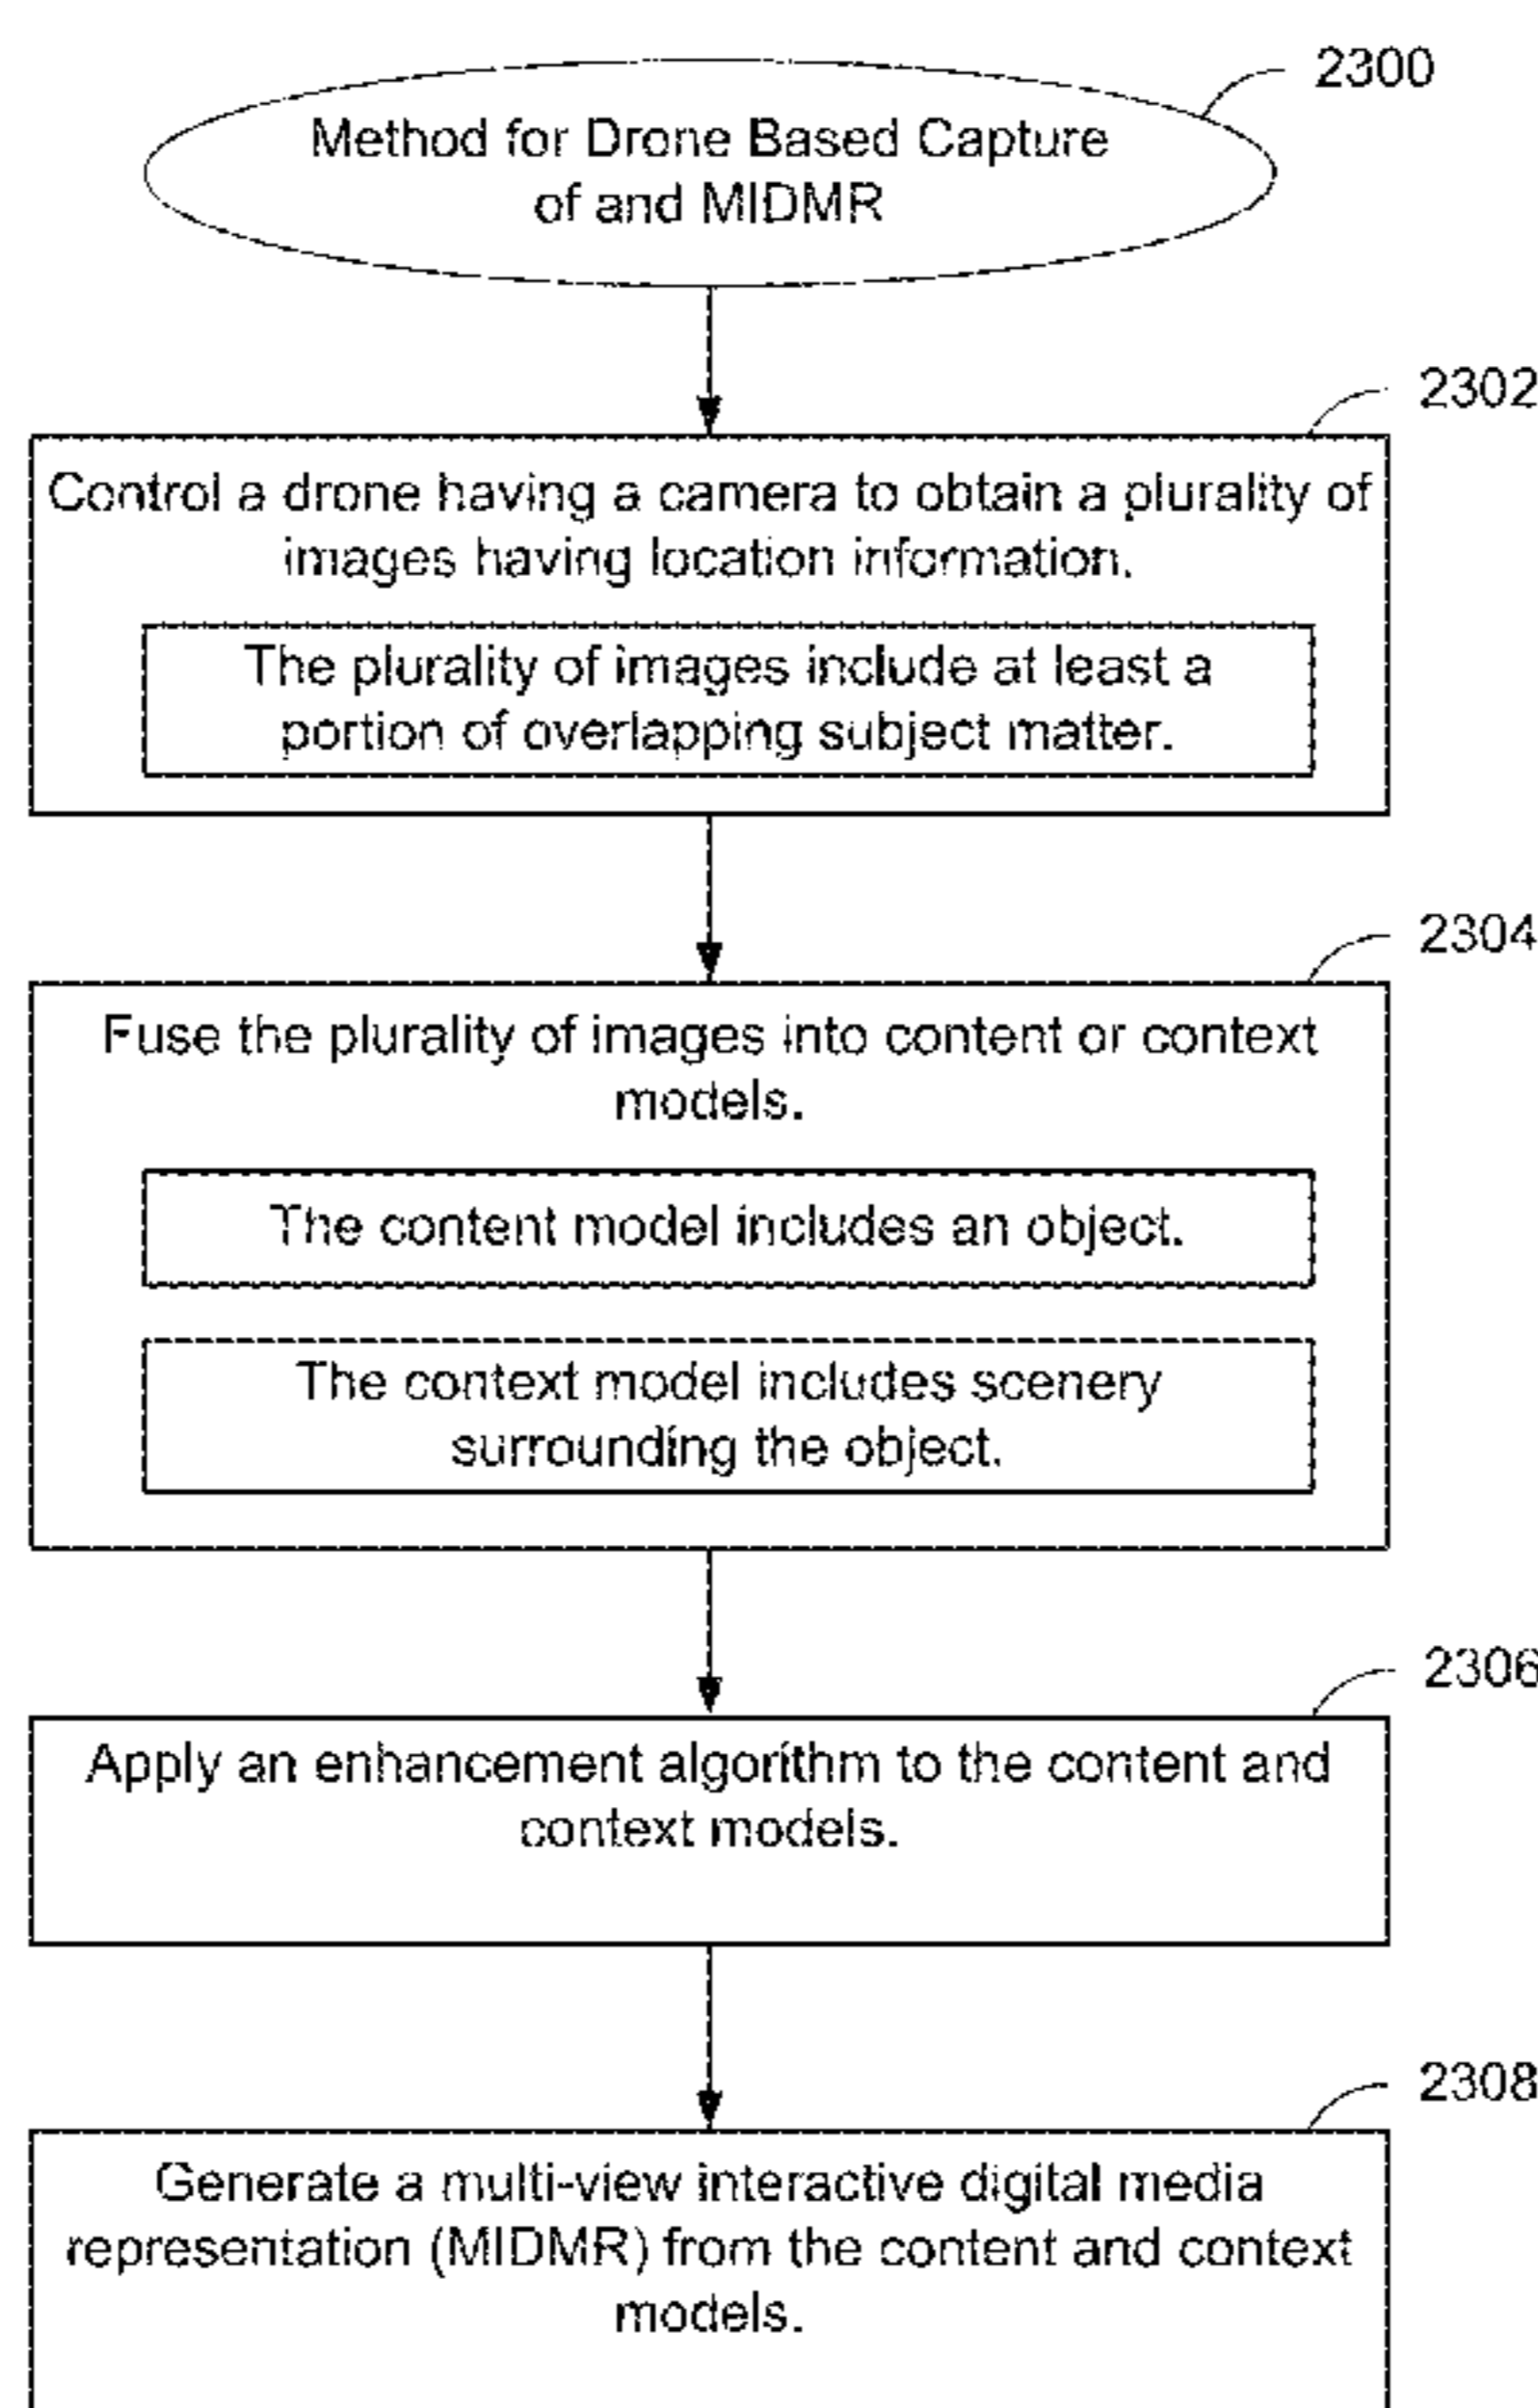 2300
Method for Drone Based Capture
of and MIDMR
2302
Control a drone having a camera to obtain a plurality of
images having location information.
The plurality of images include at least a
portion of overlapping subject matter.
2304
Fuse the plurality of images into content or context
models.
The content model includes an object.
The context model includes scenery
surrounding the object.
2306
Apply an enhancement algorithm to the content and
context models.
2308
Generate a multi-view interactive digital media
representation (MIDMR) from the content and context
models.